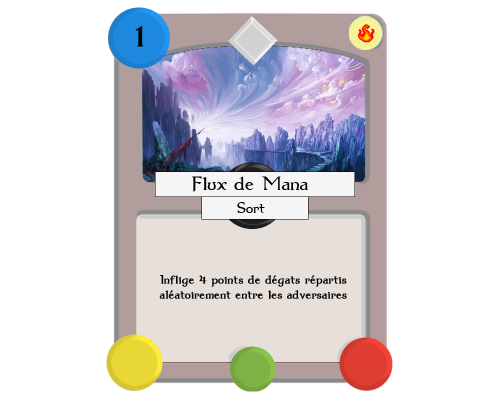 1
Flux de Mana
Sort
Inflige 4 points de dégats répartis
aléatoirement entre les adversaires